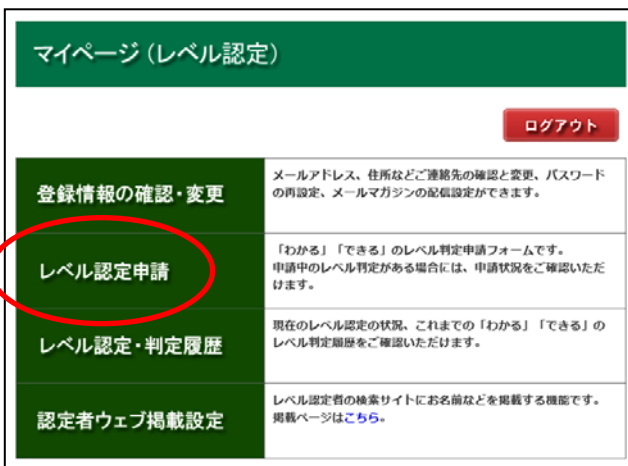 マイページ（レベル認定）
ログアウト
登録情報の確認・変更
メールアドレス、住所などご連絡先の確認と変更、パスワード
の再設定、メールマガジンの配信設定ができます。
レベル認定申請
「わかる」「できる」のレベル判定申請フォームです。
申請中のレベル判定がある場合には、申請状況をご確認いただ
けます。
レベル認定・判定履歴
現在のレベル認定の状況、これまでの「わかる」「できる」の
レベル判定履歴をご確認いただけます。
認定者ウェブ掲載設定
レベル認定者の検索サイトにお名前などを掲載する機能です。
掲載ページはこちら。